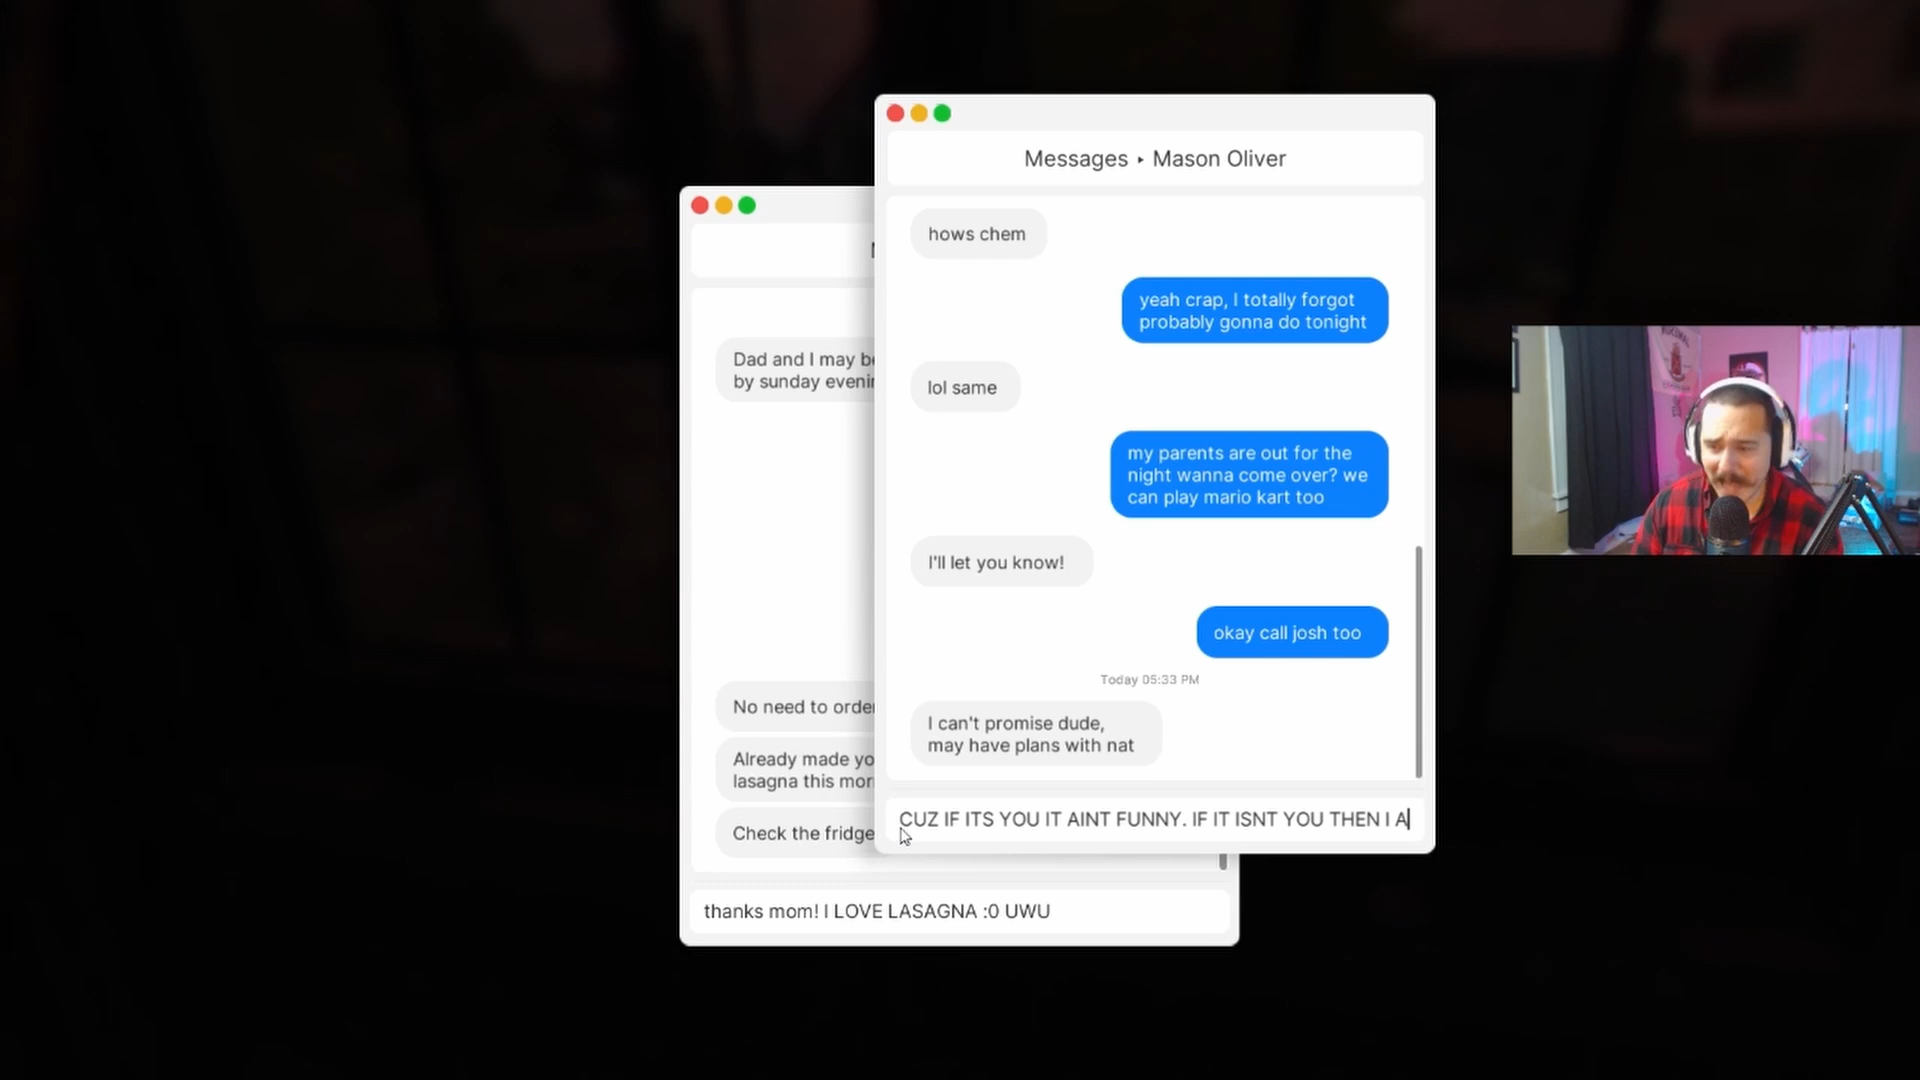 Messages ▸ Mason Oliver
hows chem
yeah crap, I totally forgot
probably gonna do tonight
lol same
my parents are out for the
night wanna come over? we
can play mario kart too
I'll let you know!
okay call josh too
Today 05:33 PM
I can't promise dude,
may have plans with nat
CUZ IF ITS YOU IT AINT FUNNY. IF IT ISNT YOU THEN I A
Dad and I may
by sunday
No need to
Already made
lasagna this
Check the fridge
thanks mom! I LOVE LASAGNA :0 UWU